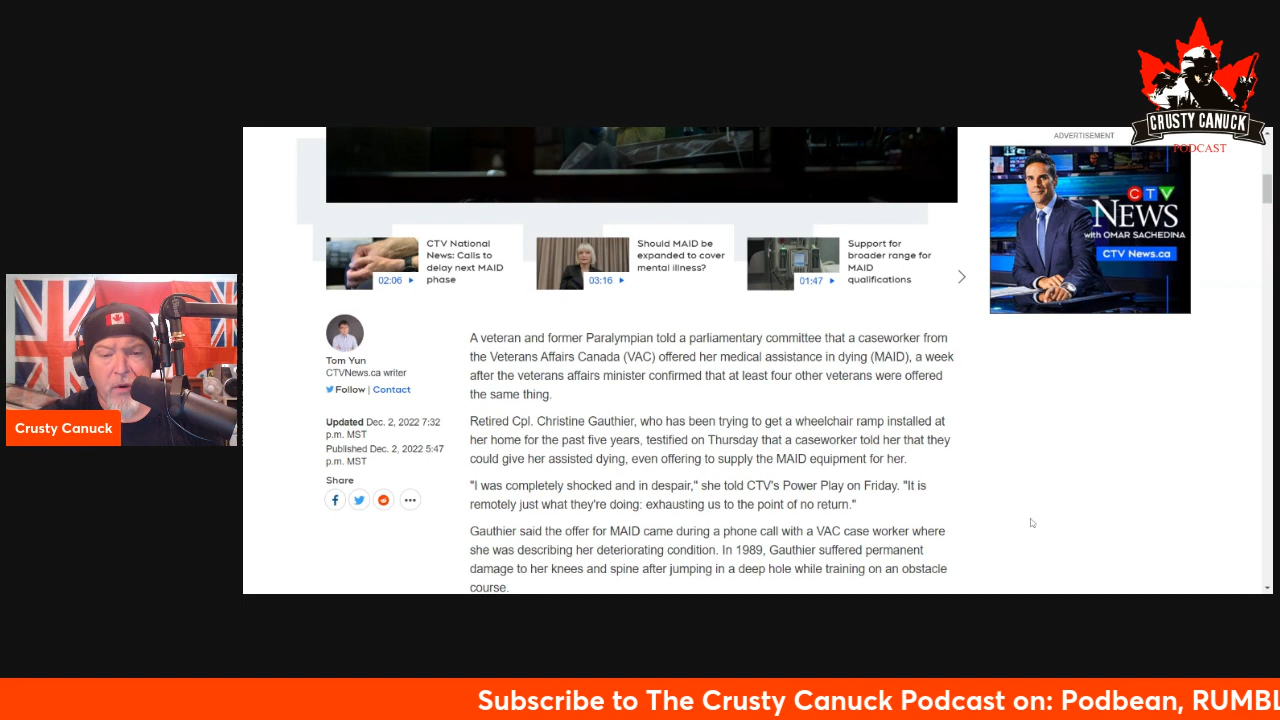 CRUSTY CANUCK
PODCAST
ADVERTISEMENT
CTV
NEWS
with OMAR SACHEDINA
CTV News.ca
CTV National
News: Calls to
delay next MAID
phase
02:06
Should MAID be
expanded to cover
mental illness?
03:16
Support for
broader range for
MAID
qualifications
01:47
Tom Yun
CTVNews.ca writer
Follow | Contact
Updated Dec. 2, 2022 7:32
p.m. MST
Published Dec. 2, 2022 5:47
p.m. MST
Share
A veteran and former Paralympian told a parliamentary committee that a caseworker from
the Veterans Affairs Canada (VAC) offered her medical assistance in dying (MAID), a week
after the veterans affairs minister confirmed that at least four other veterans were offered
the same thing.
Retired Cpl. Christine Gauthier, who has been trying to get a wheelchair ramp installed at
her home for the past five years, testified on Thursday that a caseworker told her that they
could give her assisted dying, even offering to supply the MAID equipment for her.
"I was completely shocked and in despair," she told CTV's Power Play on Friday. "It is
remotely just what they're doing: exhausting us to the point of no return."
Gauthier said the offer for MAID came during a phone call with a VAC case worker where
she was describing her deteriorating condition. In 1989, Gauthier suffered permanent
damage to her knees and spine after jumping in a deep hole while training on an obstacle
course.
Crusty Canuck
Subscribe to The Crusty Canuck Podcast on: Podbean, RUMBL